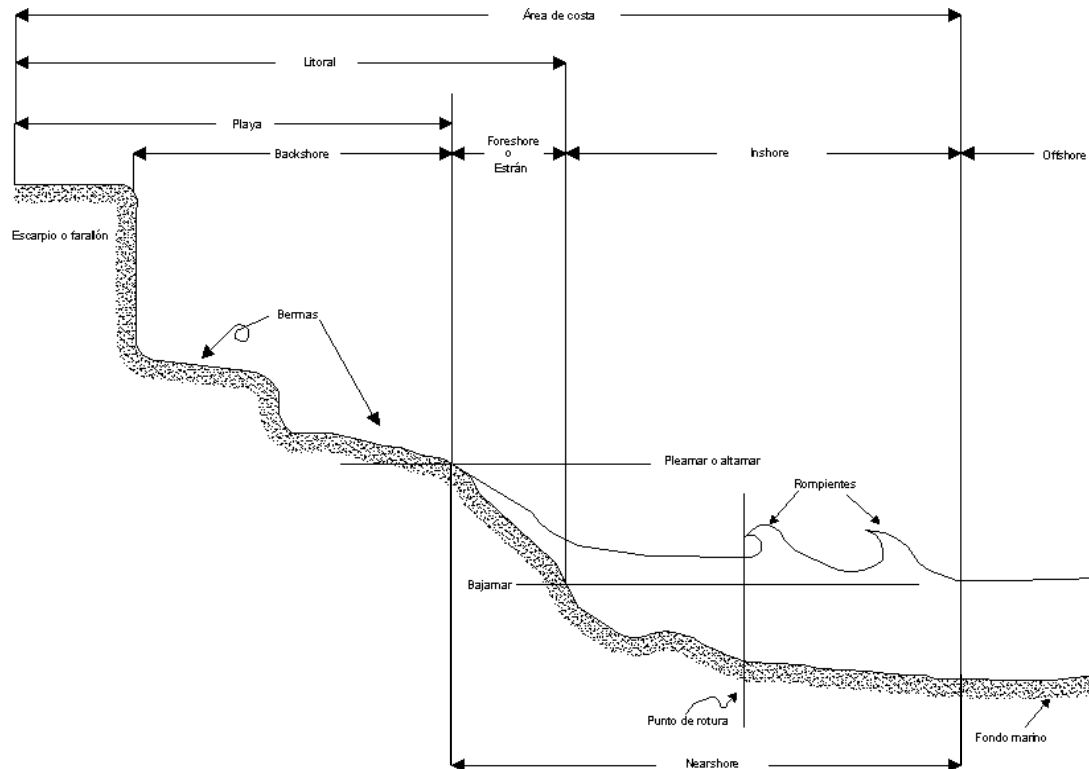 Área de costa
Litoral
Playa
Foreshore
o
Estrán
Backshore
Inshore
Offshore
Escarpio o farallón
Bermas
Pleamar o altamar
Rompientes
Bajamar
Punto de rotura
Fondo marino
Nearshore